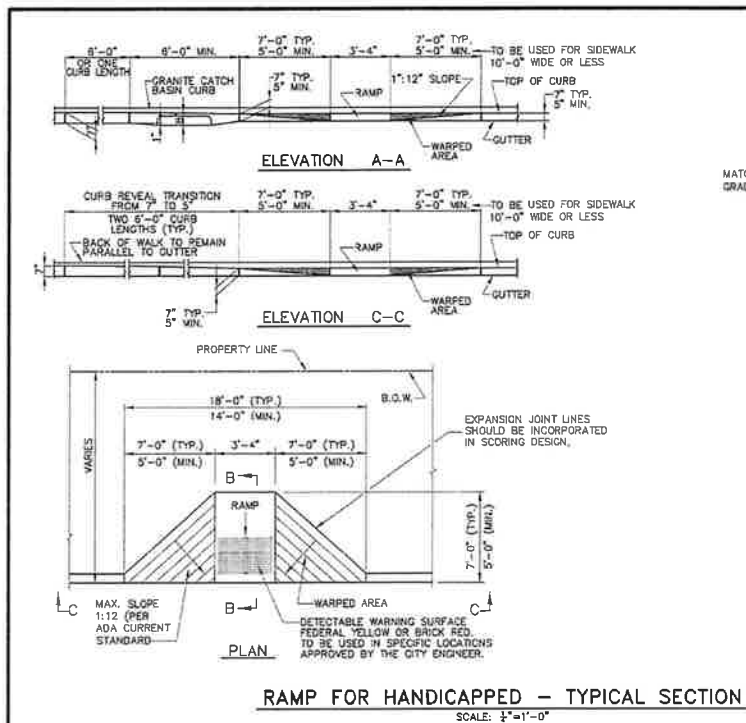 7'-0" TYP.
7'-0" TYP.
6'-0"
6'-0" MIN.
5'-0" MIN.
3'-4"
5'-0" MIN.
TO BE USED FOR SIDEWALK
10'-0" WIDE OR LESS
OR ONE
CURB LENGTH
GRANITE CATCH
BASIN CURB
7" TYP.
5" MIN.
1":12" SLOPE
RAMP
TOP OF CURB
7" TYP.
5" MIN.
1"
WARPED
AREA
GUTTER
ELEVATION A-A
MATC
GRAD
CURB REVEAL TRANSITION
FROM 7" TO 5"
7'-0" TYP.
5'-0" MIN.
3'-4"
7'-0" TYP.
5'-0" MIN.
TO BE USED FOR SIDEWALK
10'-0" WIDE OR LESS
TWO 6'-0" CURB
LENGTHS (TYP.)
BACK OF WALK TO REMAIN
PARALLEL TO GUTTER
RAMP
TOP OF CURB
7"
7" TYP.
5" MIN.
WARPED
AREA
GUTTER
ELEVATION C-C
PROPERTY LINE
B.O.W.
18'-0" (TYP.)
14'-0" (MIN.)
EXPANSION JOINT LINES
SHOULD BE INCORPORATED
IN SCORING DESIGN.
VARIES
7'-0" (TYP.)
3'-4"
7'-0" (TYP.)
5'-0" (MIN.)
5'-0" (MIN.)
B
RAMP
7'-0" (TYP.)
5'-0" (MIN.)
C
MAX. SLOPE
1:12 (PER
ADA CURRENT
STANDARD
B
WARPED AREA
C
DETECTABLE WARNING SURFACE
FEDERAL YELLOW OR BRICK RED.
TO BE USED IN SPECIFIC LOCATIONS
APPROVED BY THE CITY ENGINEER.
PLAN
RAMP FOR HANDICAPPED - TYPICAL SECTION
SCALE: ¼"=1'-0"